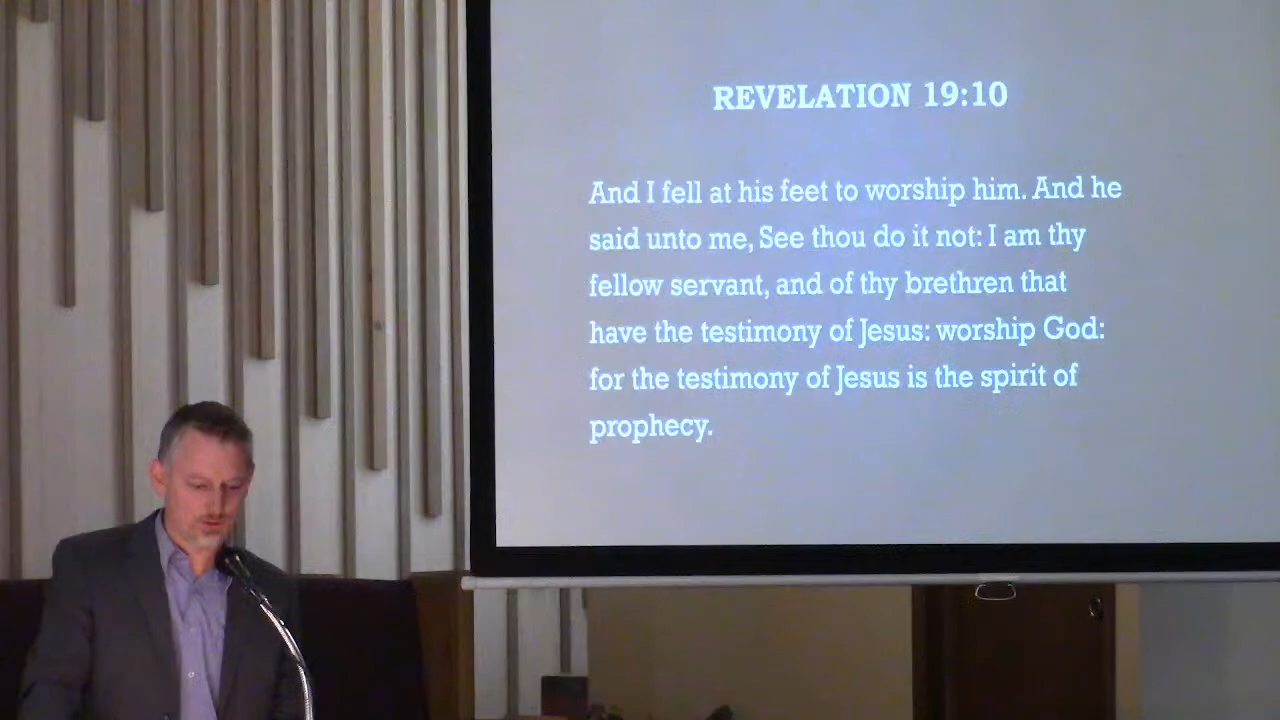 REVELATION 19:10
And I fell at his feet to worship him. And he
said unto me, See thou do it not: I am thy
fellow servant, and of thy brethren that
have the testimony of Jesus: worship God:
for the testimony of Jesus is the spirit of
prophecy.